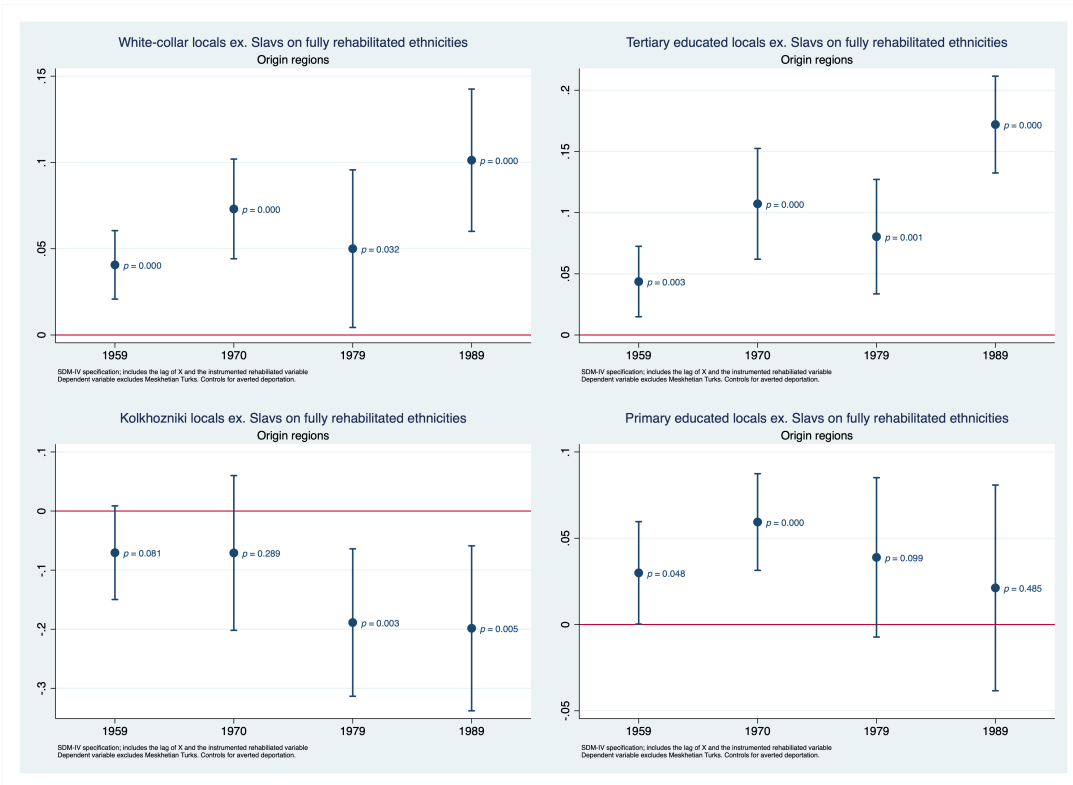 White-collar locals ex. Slavs on fully rehabilitated ethnicities
Origin regions
.15
.1
.05
0
p = 0.000
p = 0.000
p = 0.032
p = 0.000
1959 1970 1979 1989
SDM-IV specification; includes the lag of X and the instrumented rehabiliated variable
Dependent variable excludes Meskhetian Turks. Controls for averted deportation.
Tertiary educated locals ex. Slavs on fully rehabilitated ethnicities
Origin regions
.2
.15
.1
.05
0
p = 0.003
p = 0.000
p = 0.001
p = 0.000
1959 1970 1979 1989
SDM-IV specification; includes the lag of X and the instrumented rehabiliated variable
Dependent variable excludes Meskhetian Turks. Controls for averted deportation.
Kolkhozniki locals ex. Slavs on fully rehabilitated ethnicities
Origin regions
.1
0
-.1
-.2
-.3
p = 0.081
p = 0.289
p = 0.003
p = 0.005
1959 1970 1979 1989
SDM-IV specification; includes the lag of X and the instrumented rehabiliated variable
Dependent variable excludes Meskhetian Turks. Controls for averted deportation.
Primary educated locals ex. Slavs on fully rehabilitated ethnicities
Origin regions
.1
.05
0
-.05
p = 0.048
p = 0.000
p = 0.099
p = 0.485
1959 1970 1979 1989
SDM-IV specification; includes the lag of X and the instrumented rehabiliated variable
Dependent variable excludes Meskhetian Turks. Controls for averted deportation.